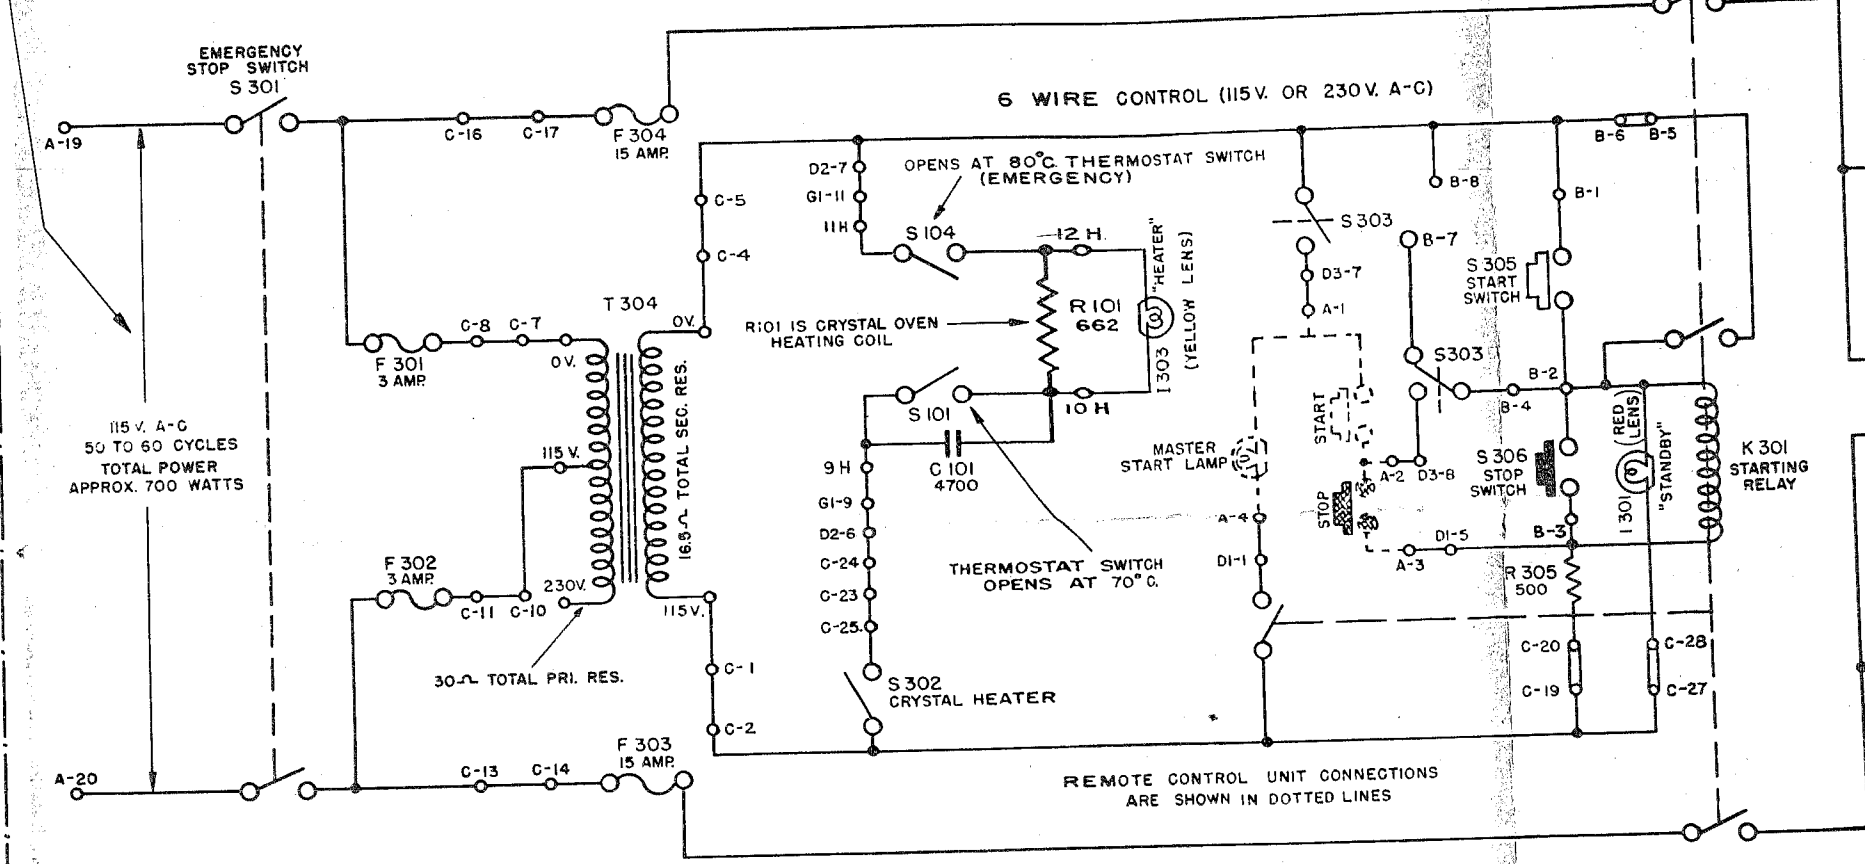 EMERGENCY
STOP SWITCH
S 301
A-19
C-16
C-17
F 304
15 AMP.
6 WIRE CONTROL (115 V. OR 230 V. A-C)
B-6
B-5
D2-7
G1-11
11H
OPENS AT 80°C. THERMOSTAT SWITCH
(EMERGENCY)
S 104
12 H.
"HEATER"
(YELLOW LENS)
I 303
S 303
B-8
B-1
B-7
C-5
C-4
D3-7
A-1
S 305
START
SWITCH
T 304
0V.
R101 IS CRYSTAL OVEN
HEATING COIL
R 101
662
C-8
C-7
0 V.
F 301
3 AMP.
16.5 Ω TOTAL SEC. RES.
S 303
B-2
B-4
S 101
10 H
C 101
4700
115 V. A-C
50 TO 60 CYCLES
TOTAL POWER
APPROX. 700 WATTS
115 V.
9 H
G1-9
D2-6
C-24
C-23
C-25
MASTER
START LAMP
START
STOP
A-2
D3-8
A-4
D1-1
S 306
STOP
SWITCH
(RED
LENS)
"STANDBY"
I 301
K 301
STARTING
RELAY
B-3
D1-5
A-3
R 305
500
THERMOSTAT SWITCH
OPENS AT 70°C.
F 302
3 AMP.
C-11
C-10
230V.
115V.
30 Ω TOTAL PRI. RES.
C-1
C-2
S 302
CRYSTAL HEATER
C-20
C-19
C-28
C-27
F 303
15 AMP.
A-20
C-13
C-14
REMOTE CONTROL UNIT CONNECTIONS
ARE SHOWN IN DOTTED LINES